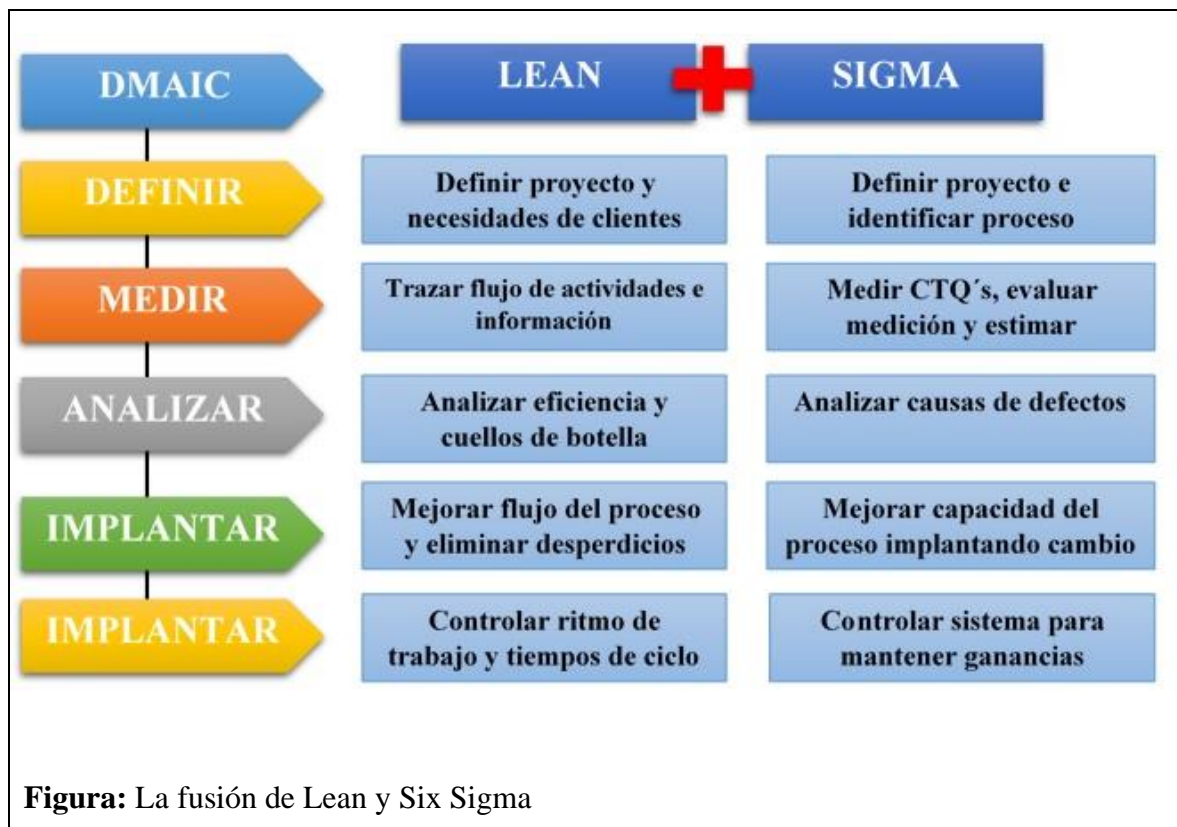 DMAIC
LEAN
SIGMA
DEFINIR
Definir proyecto y
necesidades de clientes
Definir proyecto e
identificar proceso
MEDIR
Trazar flujo de actividades e
información
Medir CTQ´s, evaluar
medición y estimar
ANALIZAR
Analizar eficiencia y
cuellos de botella
Analizar causas de defectos
IMPLANTAR
Mejorar flujo del proceso
y eliminar desperdicios
Mejorar capacidad del
proceso implantando cambio
IMPLANTAR
Controlar ritmo de
trabajo y tiempos de ciclo
Controlar sistema para
mantener ganancias
Figura: La fusión de Lean y Six Sigma